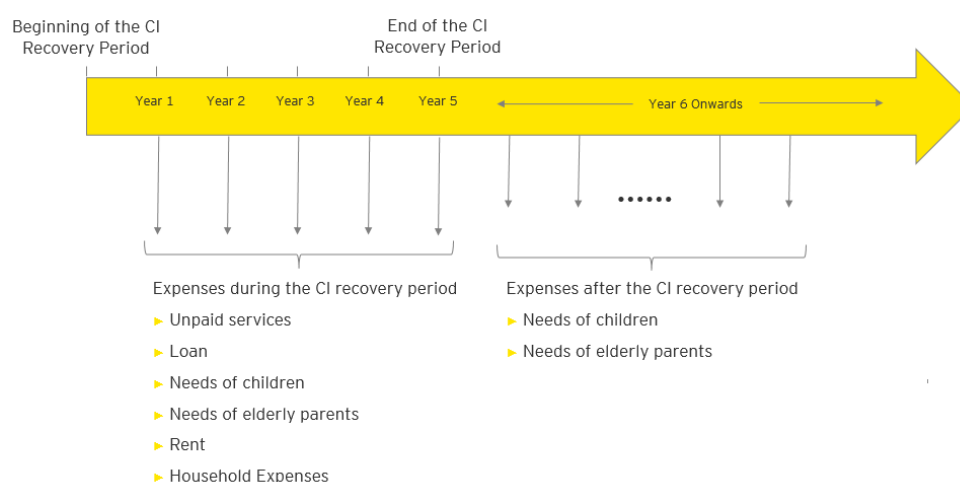 Beginning of the CI
Recovery Period
End of the CI
Recovery Period
Year 1
Year 2
Year 3
Year 4
Year 5
Year 6 Onwards
Expenses during the CI recovery period
► Unpaid services
► Loan
► Needs of children
► Needs of elderly parents
► Rent
► Household Expenses
Expenses after the CI recovery period
► Needs of children
► Needs of elderly parents